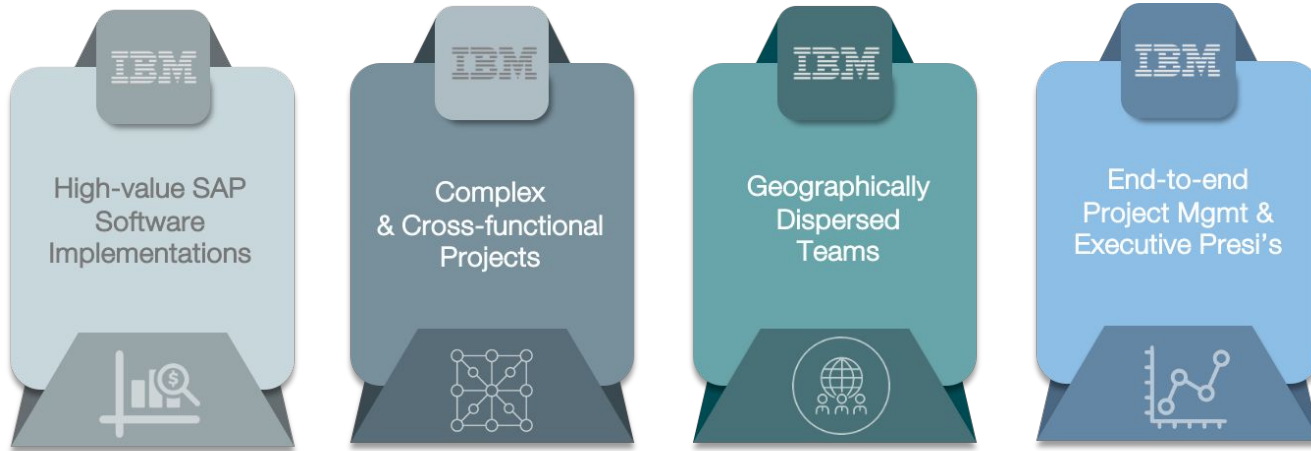 IBM
High-value SAP
Software
Implementations
$
IBM
Complex
& Cross-functional
Projects
IBM
Geographically
Dispersed
Teams
IBM
End-to-end
Project Mgmt &
Executive Presi's